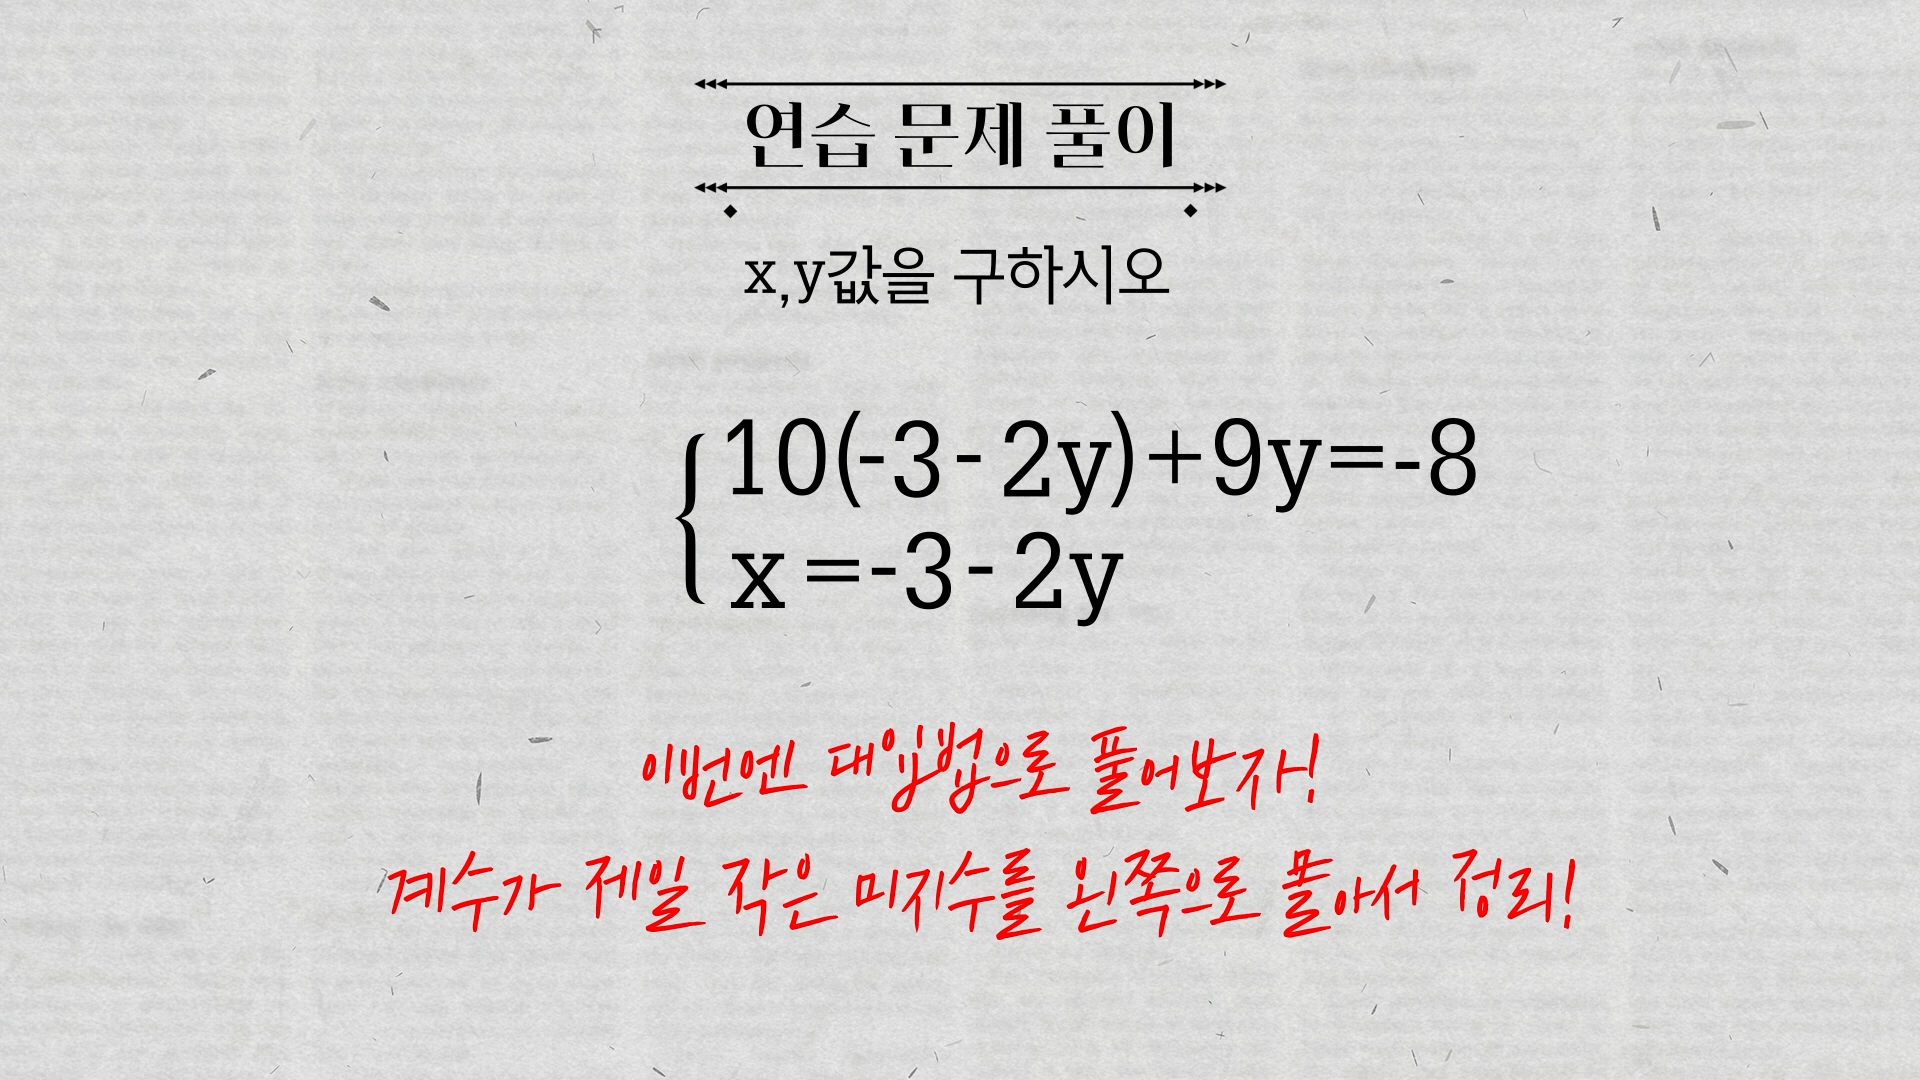 연습 문제 풀이
x,y값을 구하시오
10(-3-2y)+9y=-8
x=-3-2y
이번엔 대입법으로 풀어보자!
계수가 제일 작은 미지수를 왼쪽으로 몰아서 정리!